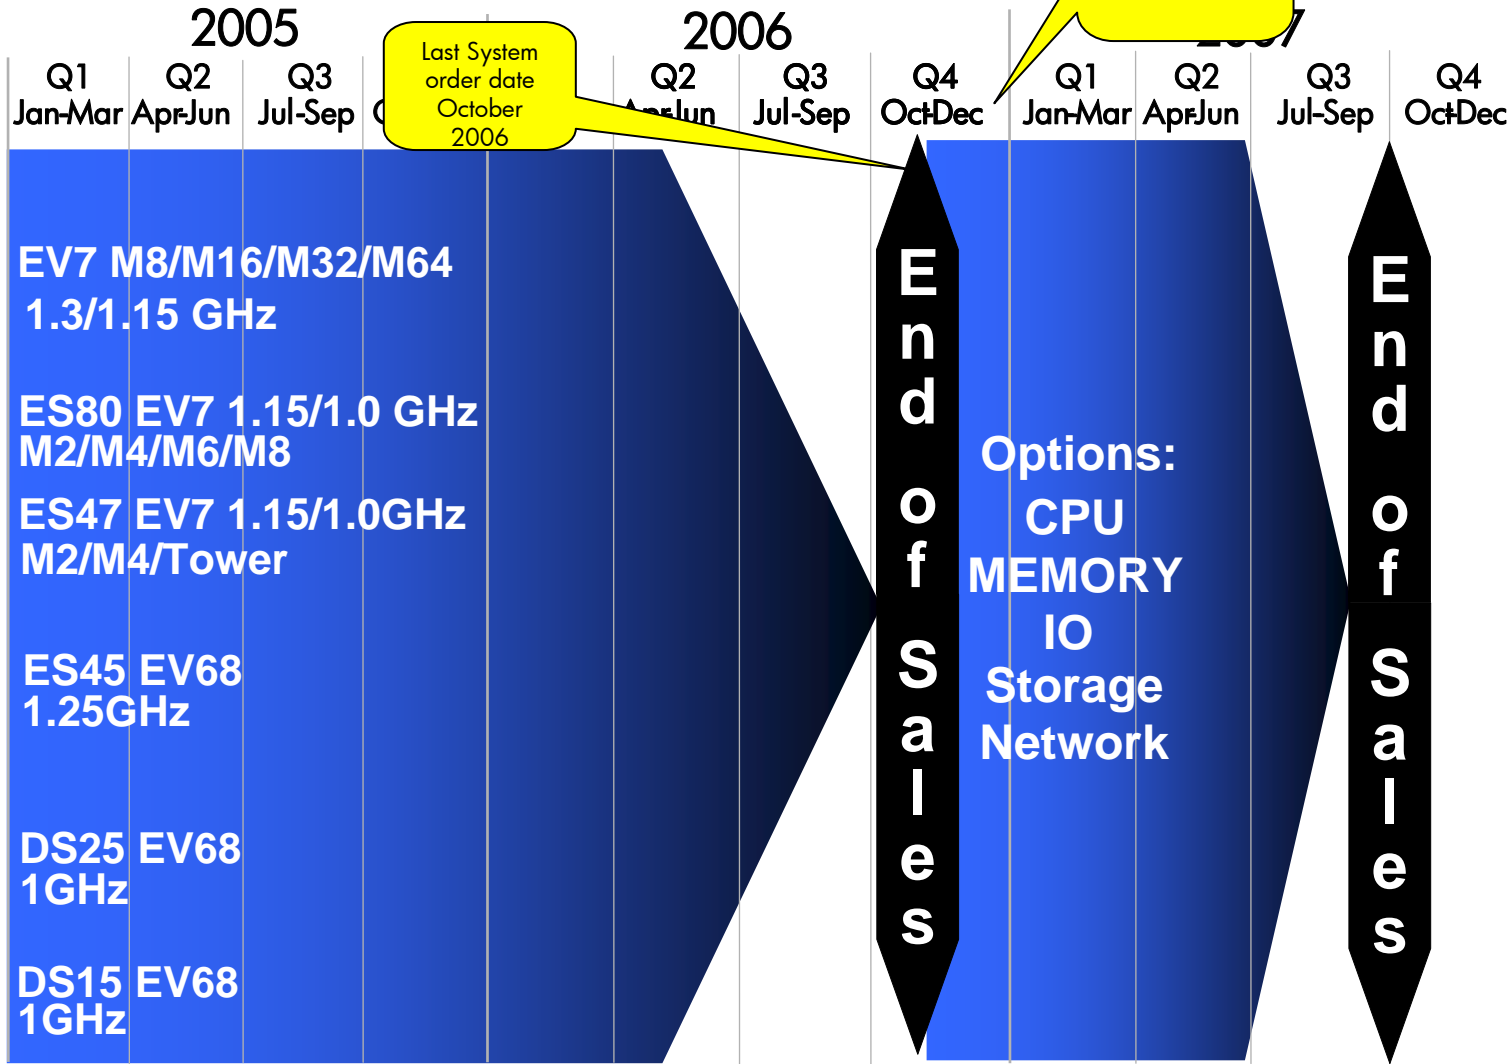 2005
2006
Last System
order date
October
2006
Q1
Jan-Mar
Q2
Apr-Jun
Q3
Jul-Sep
Q2
Apr-Jun
Q3
Jul-Sep
Q4
Oct-Dec
Q1
Jan-Mar
Q2
Apr-Jun
Q3
Jul-Sep
Q4
Oct-Dec
EV7 M8/M16/M32/M64
1.3/1.15 GHz
ES80 EV7 1.15/1.0 GHz
M2/M4/M6/M8
ES47 EV7 1.15/1.0GHz
M2/M4/Tower
ES45 EV68
1.25GHz
DS25 EV68
1GHz
DS15 EV68
1GHz
End of Sales
Options:
CPU
MEMORY
IO
Storage
Network
End of Sales